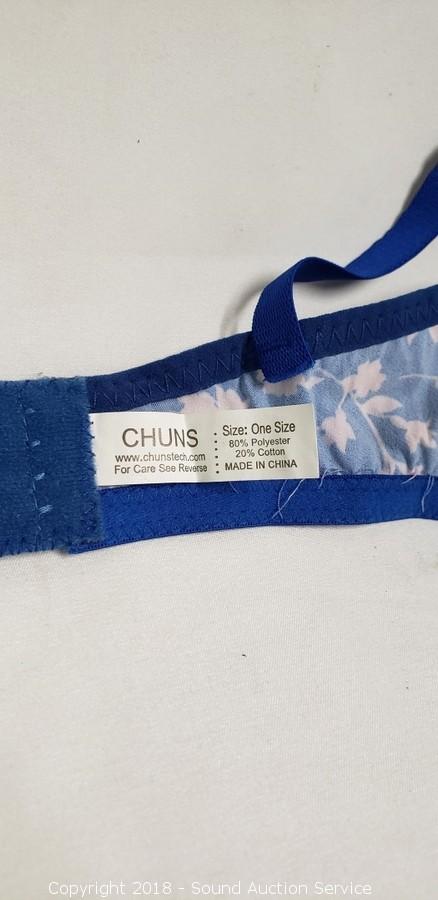 CHUNS
www.chunstech.com
For Care See Reverse
Size: One Size
80% Polyester
20% Cotton
MADE IN CHINA
Copyright 2018 - Sound Auction Service